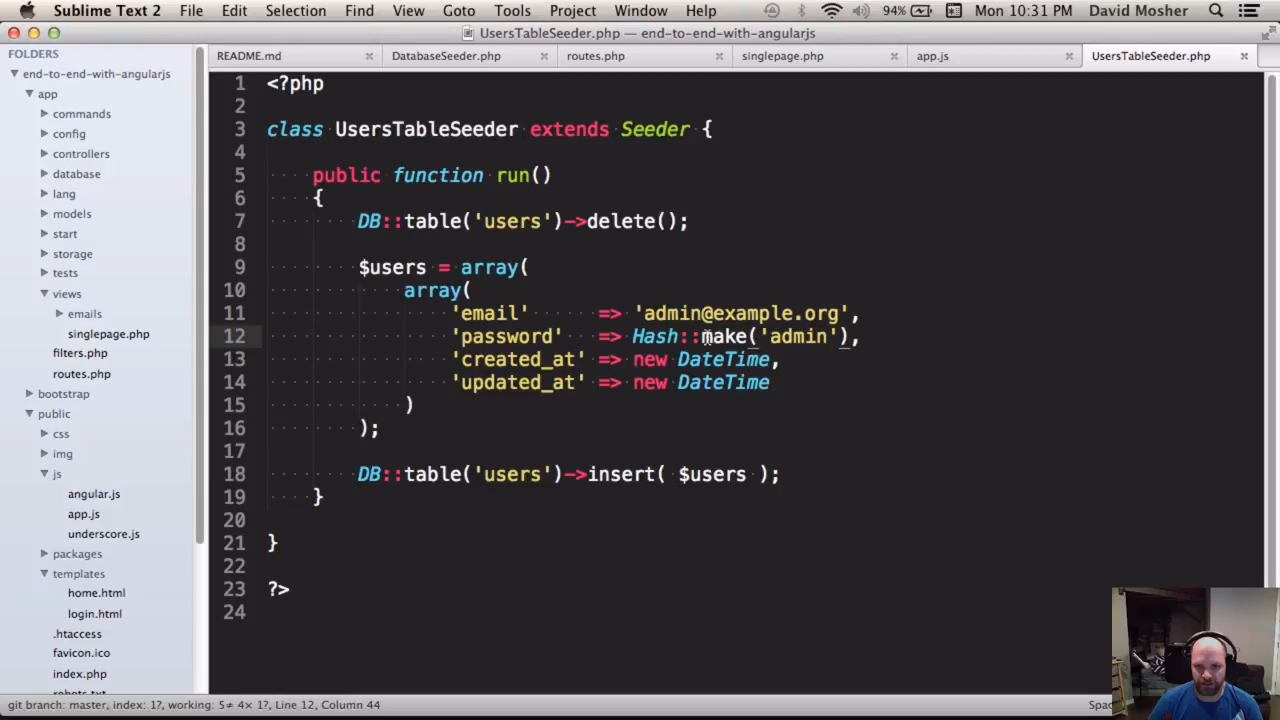 Sublime Text 2 File Edit Selection Find View Goto Tools Project Window Help 94% Mon 10:31 PM David Mosher
UsersTableSeeder.php — end-to-end-with-angularjs
FOLDERS
end-to-end-with-angularjs
app
commands
config
controllers
database
lang
models
start
storage
tests
views
emails
singlepage.php
filters.php
routes.php
bootstrap
public
css
img
js
angular.js
app.js
underscore.js
packages
templates
home.html
login.html
.htaccess
favicon.ico
index.php
robots.txt
README.md DatabaseSeeder.php routes.php singlepage.php app.js UsersTableSeeder.php
1 <?php
2
3 class UsersTableSeeder extends Seeder {
4
5 public function run()
6 {
7 DB::table('users')->delete();
8
9 $users = array(
10 array(
11 'email' => 'admin@example.org',
12 'password' => Hash::make('admin'),
13 'created_at' => new DateTime,
14 'updated_at' => new DateTime
15 )
16 );
17
18 DB::table('users')->insert( $users );
19 }
20
21 }
22
23 ?>
24
git branch: master, index: 1?, working: 5≠ 4× 1?, Line 12, Column 44